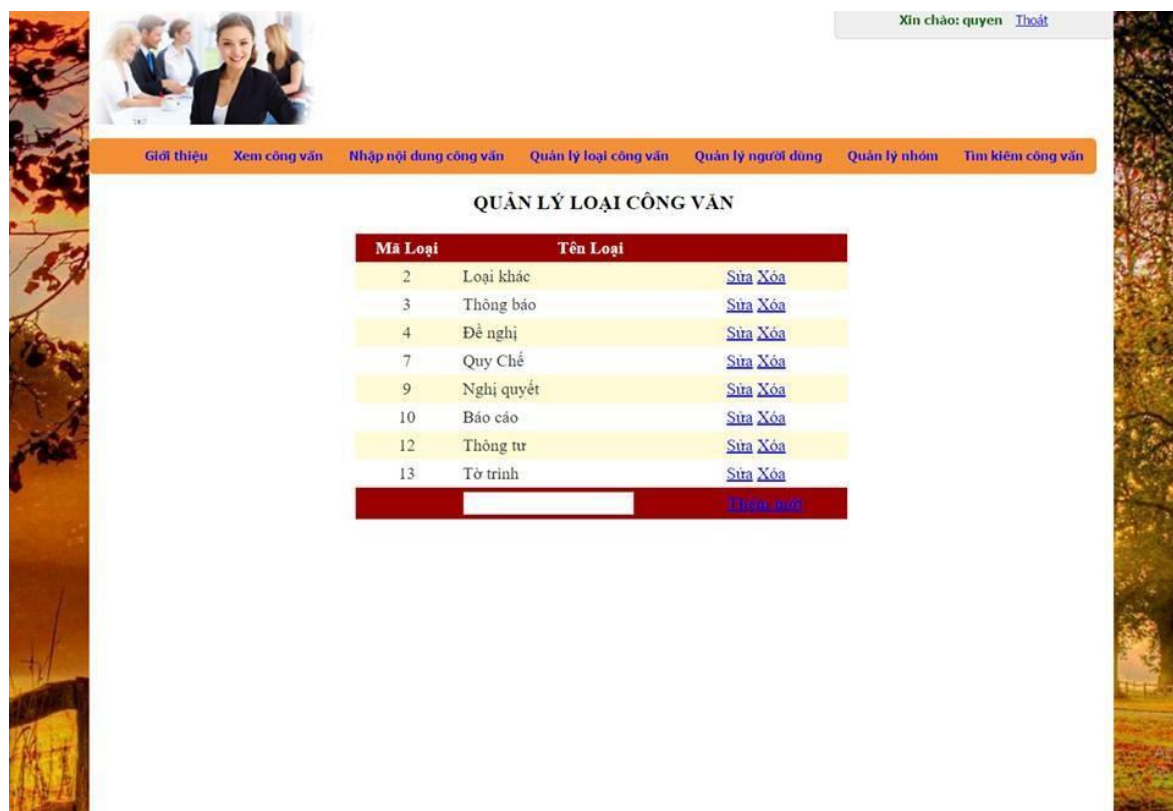 Xin chào: quyen Thoát
Giới thiệu Xem công văn Nhập nội dung công văn Quản lý loại công văn Quản lý người dùng Quản lý nhóm Tìm kiếm công văn
QUẢN LÝ LOẠI CÔNG VĂN
Mã Loại Tên Loại
2 Loại khác Sửa Xóa
3 Thông báo Sửa Xóa
4 Đề nghị Sửa Xóa
7 Quy Chế Sửa Xóa
9 Nghị quyết Sửa Xóa
10 Báo cáo Sửa Xóa
12 Thông tư Sửa Xóa
13 Tờ trình Sửa Xóa
Thêm mới